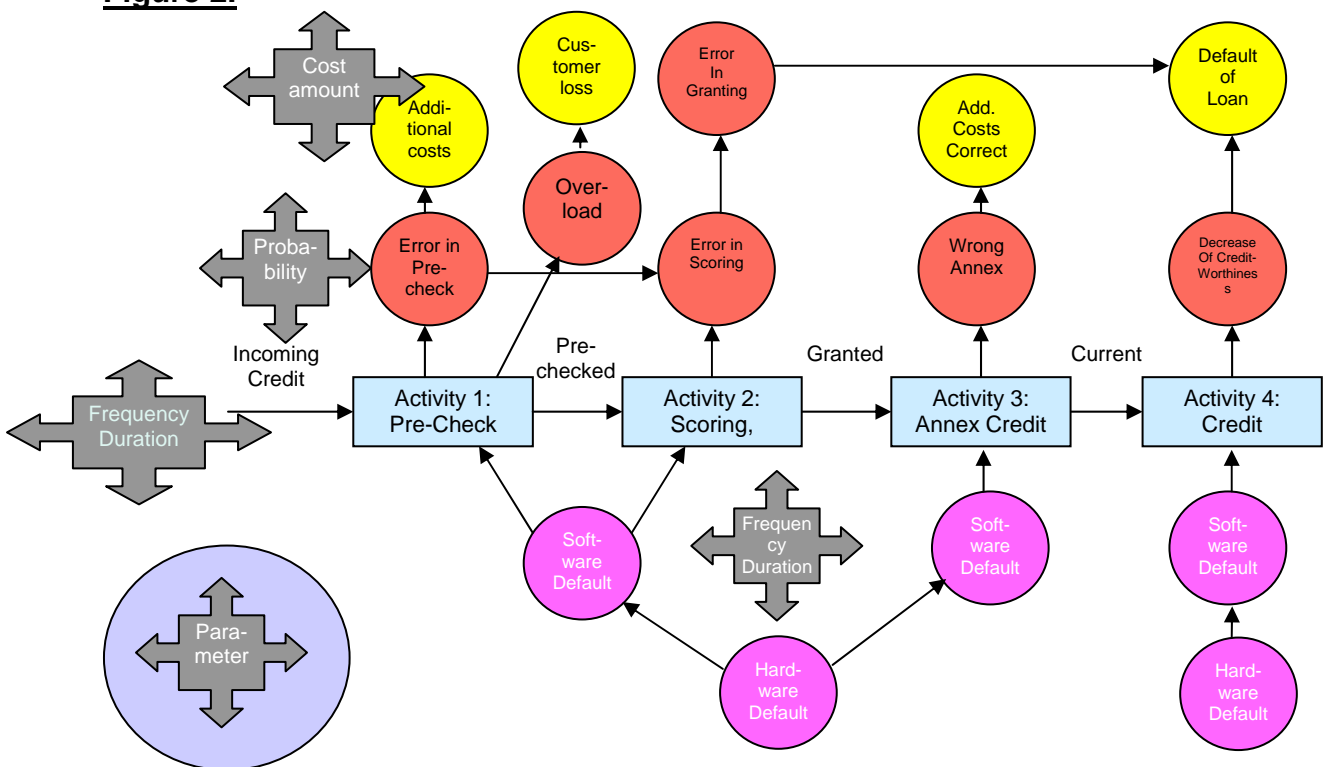 Figure 2:
Cost
amount
Addi-
tional
costs
Cus-
tomer
loss
Error
In
Granting
Add.
Costs
Correct
Default
of
Loan
Over-
load
Proba-
bility
Error in
Pre-
check
Error in
Scoring
Wrong
Annex
Decrease
Of Credit-
Worthines
s
Incoming
Credit
Pre-
checked
Granted
Current
Frequency
Duration
Activity 1:
Pre-Check
Activity 2:
Scoring,
Activity 3:
Annex Credit
Activity 4:
Credit
Soft-
ware
Default
Frequen
cy
Duration
Soft-
ware
Default
Soft-
ware
Default
Para-
meter
Hard-
ware
Default
Hard-
ware
Default